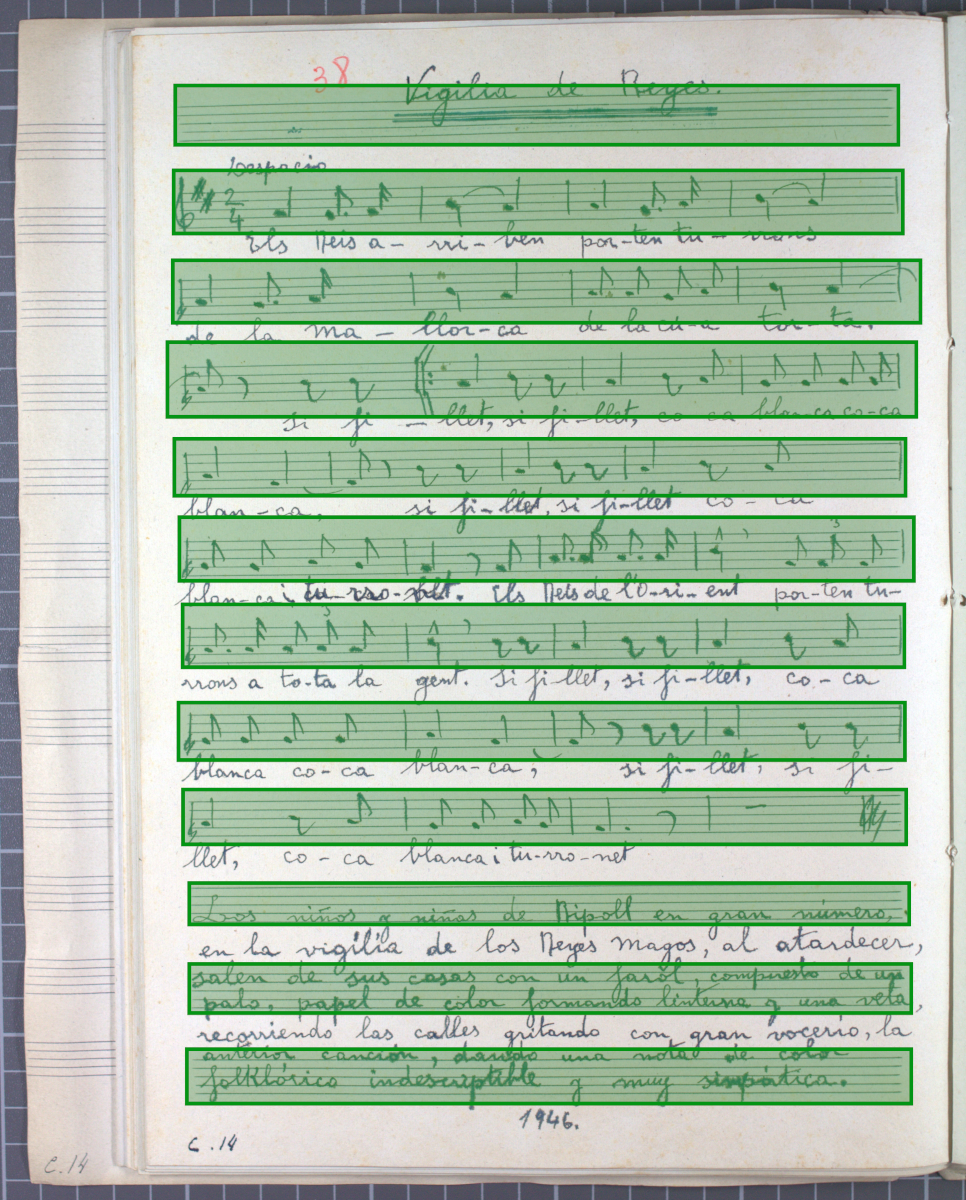 38 Vigilia de Reyes.
Despacio
Els Reis a- rri- ben por-ten tu- rrons
de la ma - llor-ca de la cu-a tor-ta.
si fi - llet, si fi-llet, co - ca blan-ca co-ca
blan-ca, si fi-llet, si fi-llet co - ca
blan-ca i tu-rro-net. Els Reis de l'O-ri-ent por-ten tu-
rrons a to-ta la gent. Si fi-llet, si fi-llet, co-ca
blanca co-ca blan-ca, si fi-llet, si fi-
llet, co-ca blanca i tu-rro-net
Los niños y niñas de Ripoll en gran número,
en la vigilia de los Reyes Magos, al atardecer,
salen de sus casas con un farol, compuesto de un
palo, papel de color formando linterna y una vela,
recorriendo las calles gritando con gran vocerio, la
anterior canción, dando una nota de color
folklórico indescriptible y muy simpática.
1946.
C.14
C.14